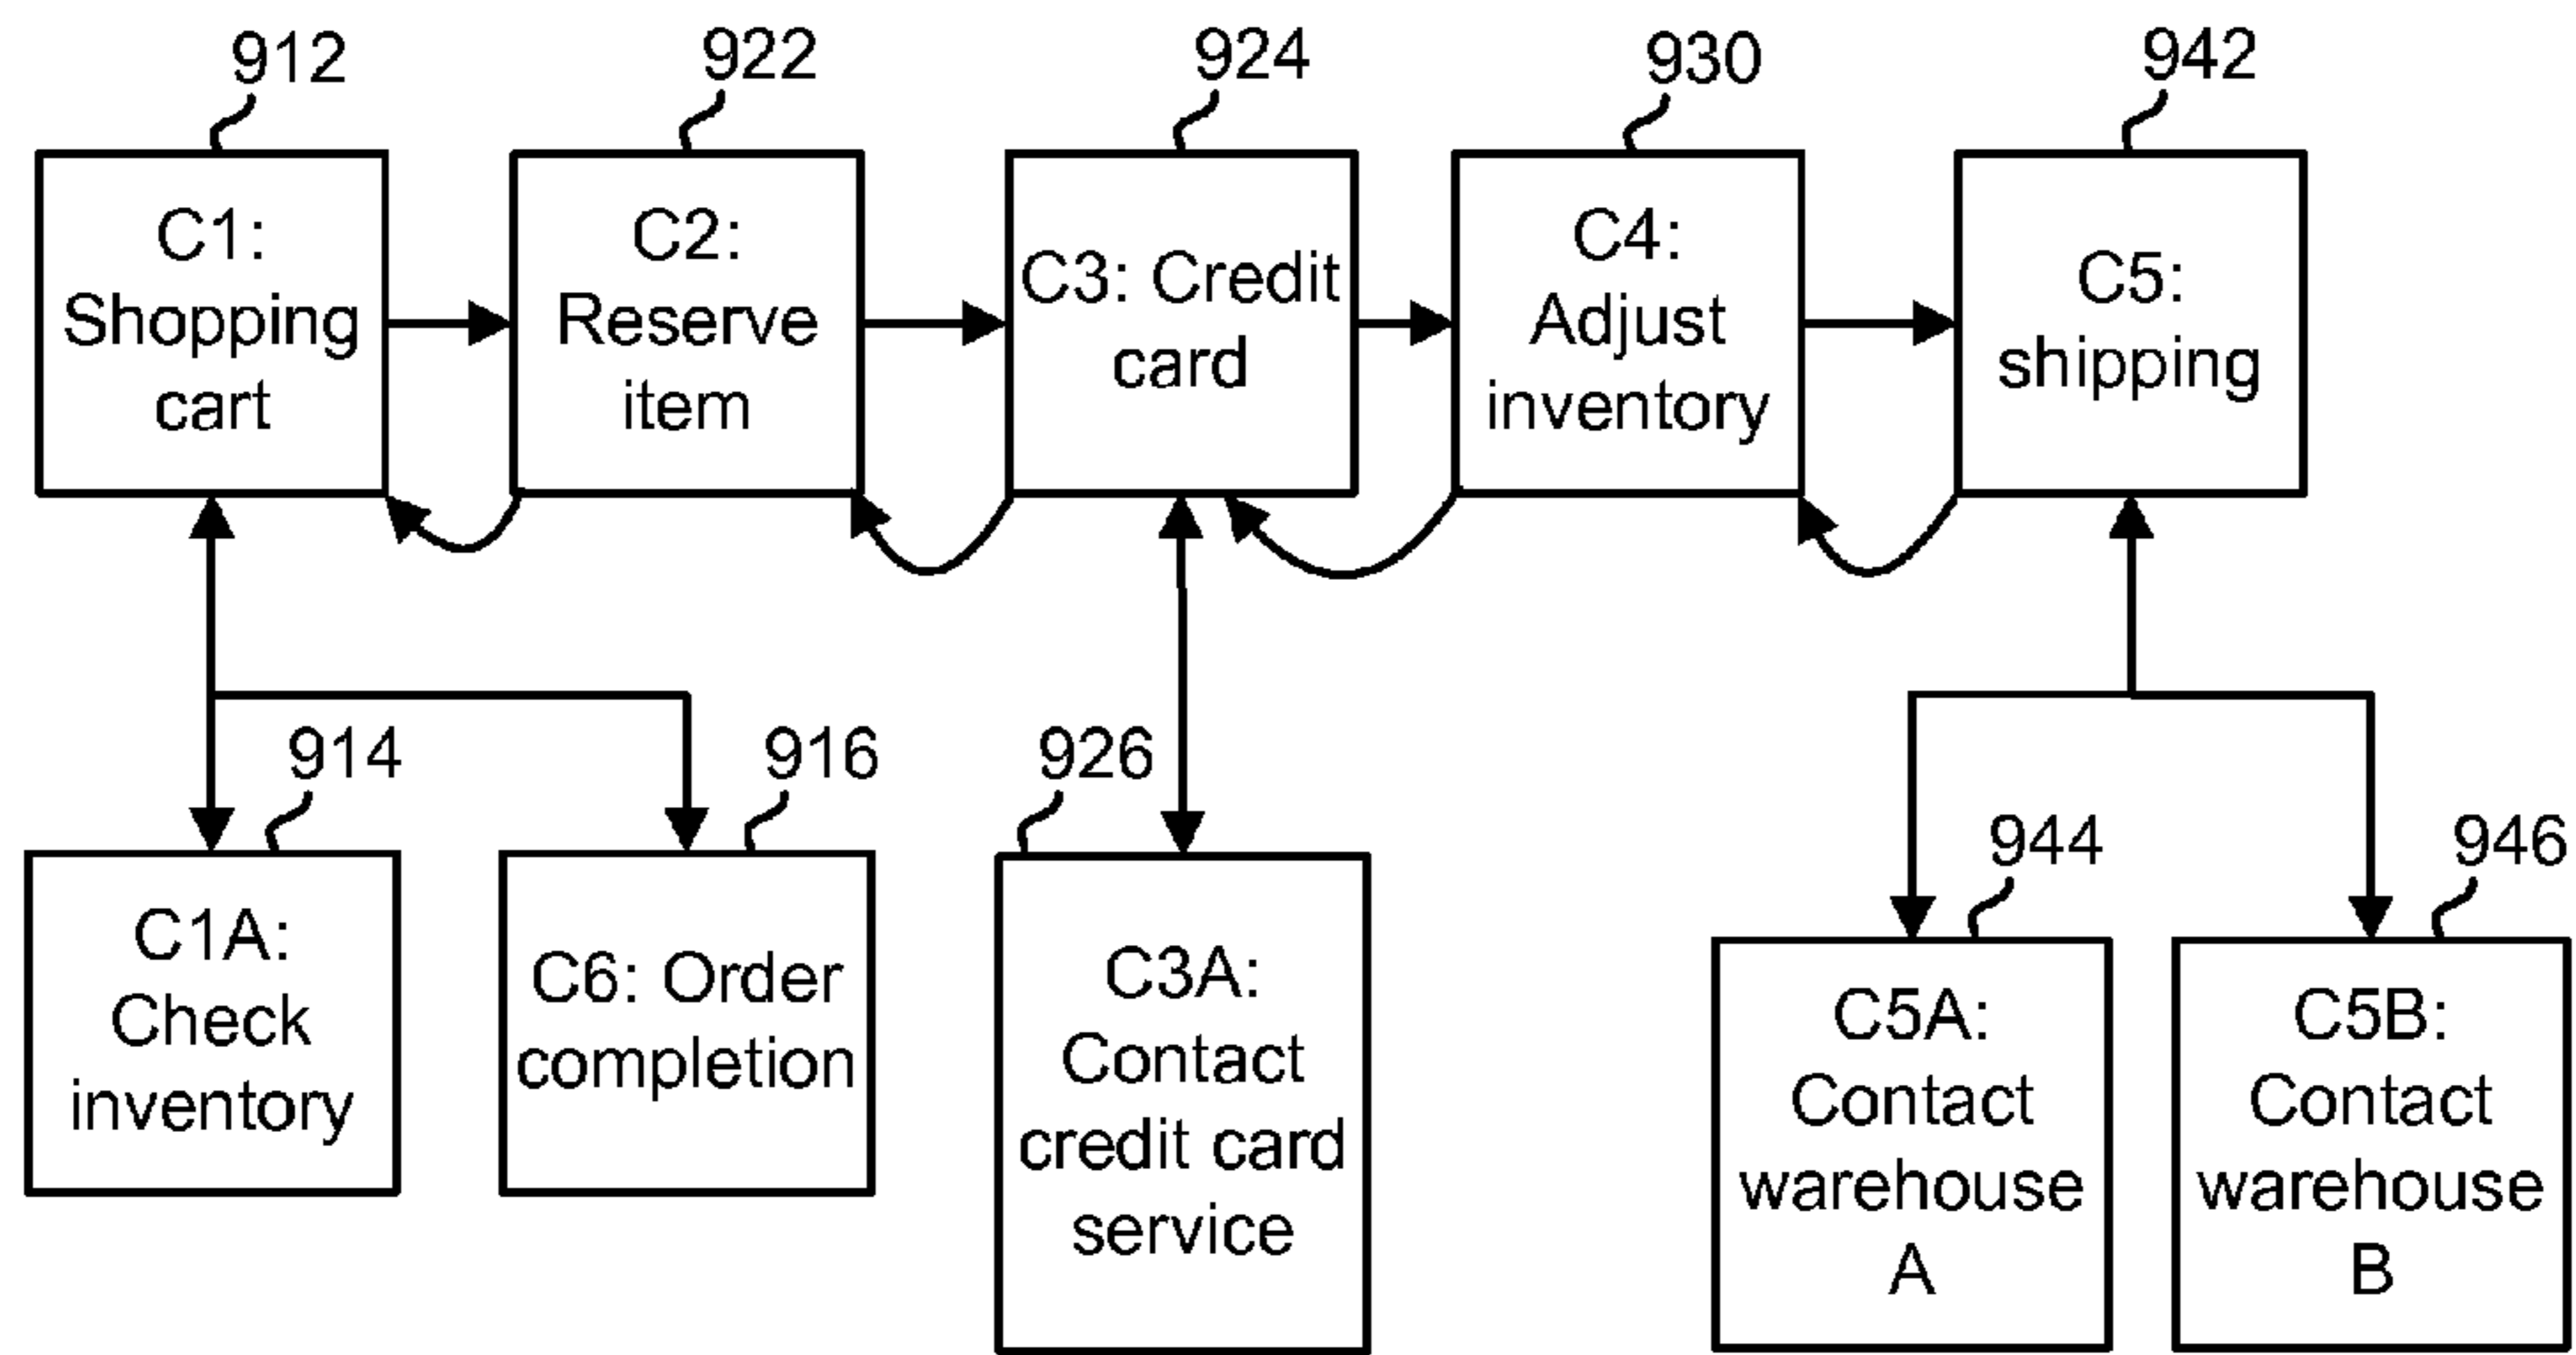 912
922
924
930
942
C1:
Shopping
cart
C2:
Reserve
item
C3: Credit
card
C4:
Adjust
inventory
C5:
shipping
914
916
926
944
946
C1A:
Check
inventory
C6: Order
completion
C3A:
Contact
credit card
service
C5A:
Contact
warehouse
A
C5B:
Contact
warehouse
B